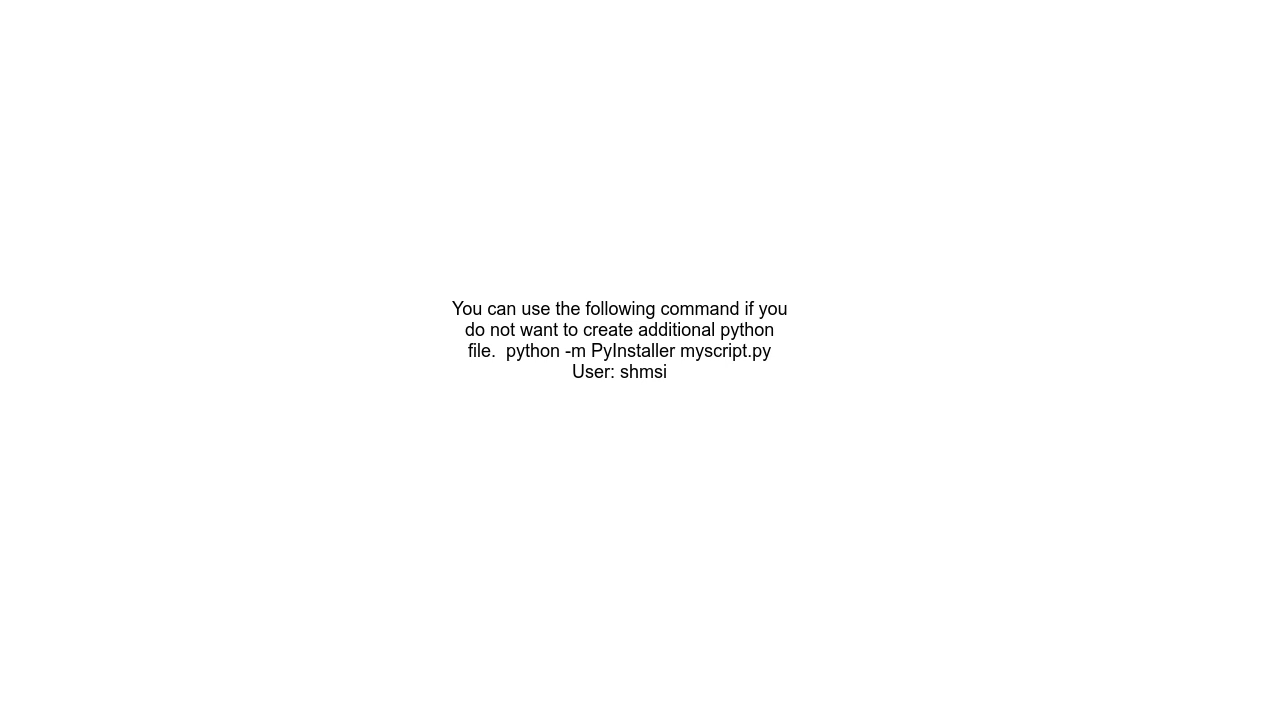 You can use the following command if you
do not want to create additional python
file.  python -m PyInstaller myscript.py
User: shmsi